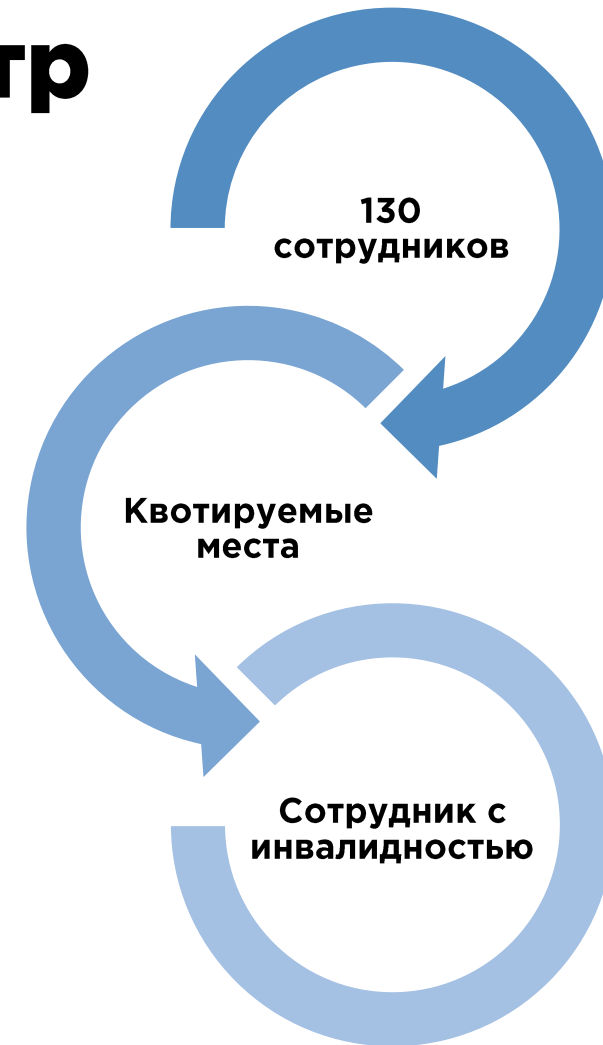 тр
130
сотрудников
Квотируемые
места
Сотрудник с
инвалидностью